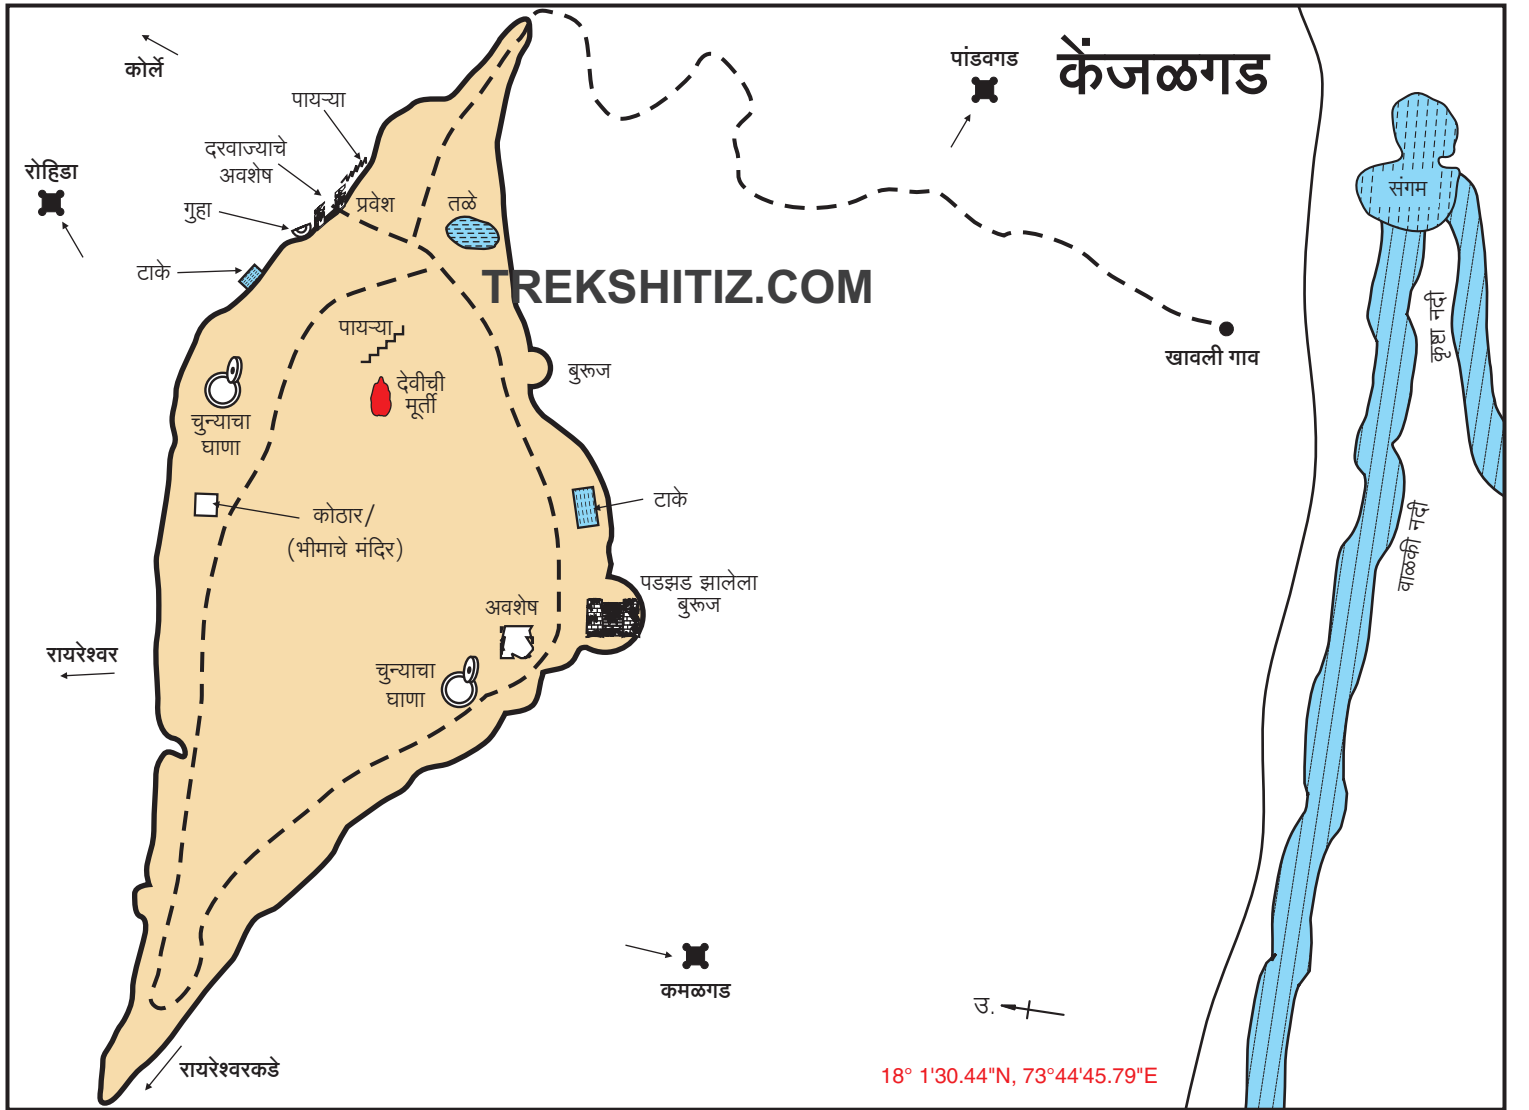 केंजळगड
कोर्ले
पायऱ्या
पांडवगड
दरवाज्याचे
अवशेष
रोहिडा
गुहा
प्रवेश
तळे
संगम
टाके
TREKSHITIZ.COM
पायऱ्या
कृष्णा नदी
खावली गाव
बुरूज
देवीची
मूर्ती
चुन्याचा
घाणा
टाके
कोठार/
(भीमाचे मंदिर)
वाळकी नदी
पडझड झालेला
बुरूज
अवशेष
रायरेश्वर
चुन्याचा
घाणा
कमळगड
उ.
रायरेश्वरकडे
18° 1'30.44"N, 73°44'45.79"E